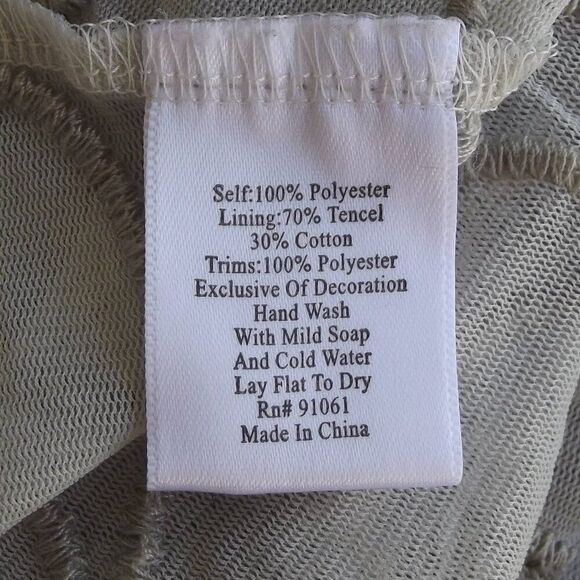 Self:100% Polyester
Lining:70% Tencel
30% Cotton
Trims:100% Polyester
Exclusive Of Decoration
Hand Wash
With Mild Soap
And Cold Water
Lay Flat To Dry
Rn# 91061
Made In China